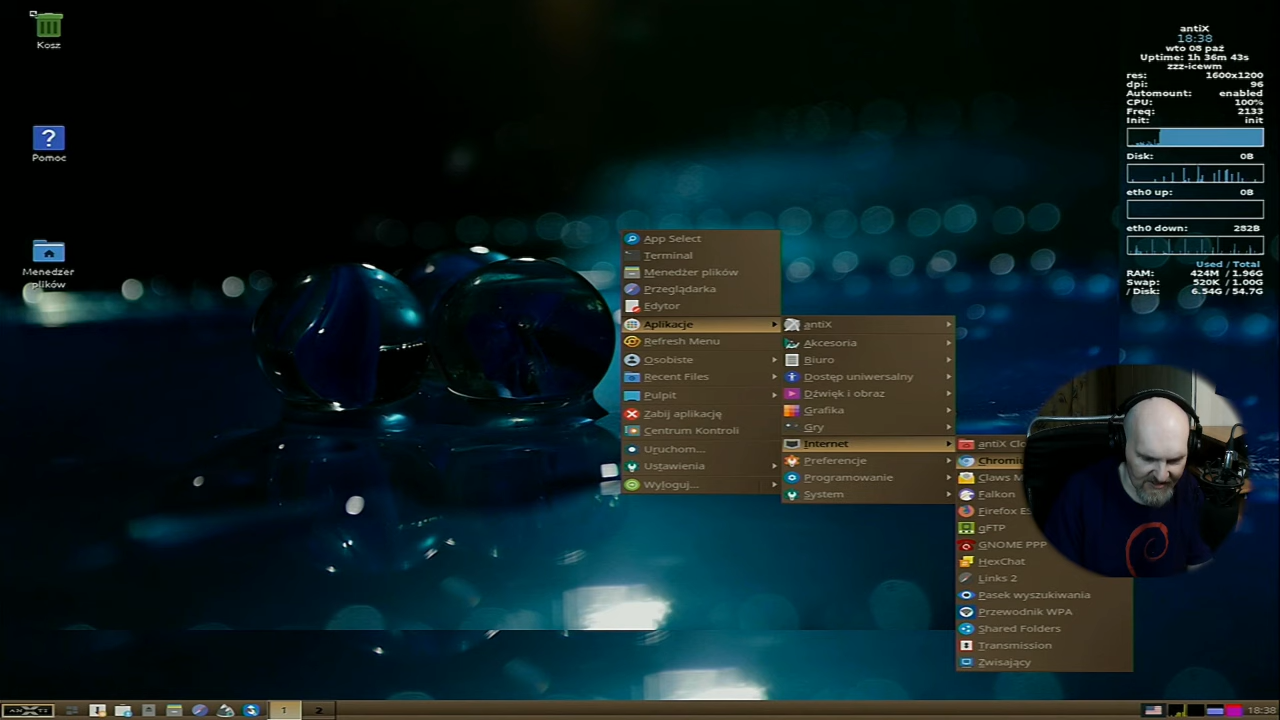 Kosz
Pomoc
Menedżer
plików
antiX
18:38
wto 08 paź
Uptime: 1h 36m 43s
zzz-icewm
res: 1600x1200
dpi: 96
Automount: enabled
CPU: 100%
Freq: 2133
Init: init
Disk: 0B
eth0 up: 0B
eth0 down: 282B
Used / Total
RAM: 424M / 1.96G
Swap: 520K / 1.00G
/ Disk: 6.54G / 54.7G
App Select
Terminal
Menedżer plików
Przeglądarka
Edytor
Aplikacje
Refresh Menu
Osobiste
Recent Files
Pulpit
Zabij aplikację
Centrum Kontroli
Uruchom...
Ustawienia
Wyloguj...
antiX
Akcesoria
Biuro
Dostęp uniwersalny
Dźwięk i obraz
Grafika
Gry
Internet
Preferencje
Programowanie
System
antiX
Claws
Falkon
Firefox
gFTP
GNOME PPP
HexChat
Links 2
Pasek wyszukiwania
Przewodnik WPA
Shared Folders
Transmission
Zwisający
1
2
18:38